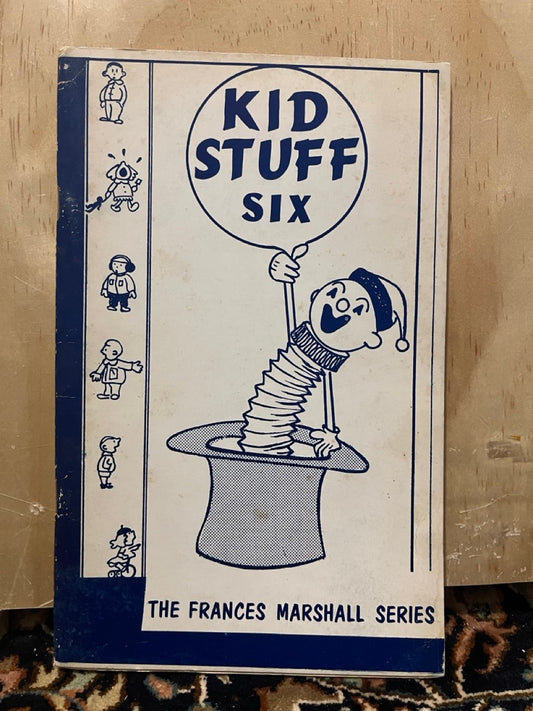 KID
STUFF
SIX
THE FRANCES MARSHALL SERIES